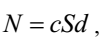 N = cSd ,